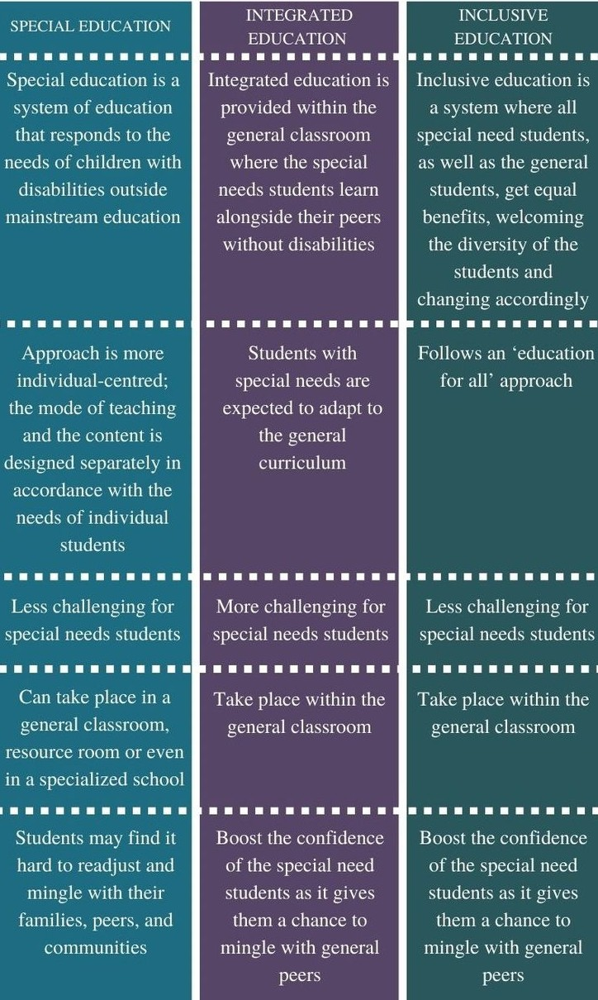 SPECIAL EDUCATION
INTEGRATED
EDUCATION
INCLUSIVE
EDUCATION
Special education is a
system of education
that responds to the
needs of children with
disabilities outside
mainstream education
Integrated education is
provided within the
general classroom
where the special
needs students learn
alongside their peers
without disabilities
Inclusive education is
a system where all
special need students,
as well as the general
students, get equal
benefits, welcoming
the diversity of the
students and
changing accordingly
Approach is more
individual-centred;
the mode of teaching
and the content is
designed separately in
accordance with the
needs of individual
students
Students with
special needs are
expected to adapt to
the general
curriculum
Follows an ‘education
for all’ approach
Less challenging for
special needs students
More challenging for
special needs students
Less challenging for
special needs students
Can take place in a
general classroom,
resource room or even
in a specialized school
Take place within the
general classroom
Take place within the
general classroom
Students may find it
hard to readjust and
mingle with their
families, peers, and
communities
Boost the confidence
of the special need
students as it gives
them a chance to
mingle with general
peers
Boost the confidence
of the special need
students as it gives
them a chance to
mingle with general
peers